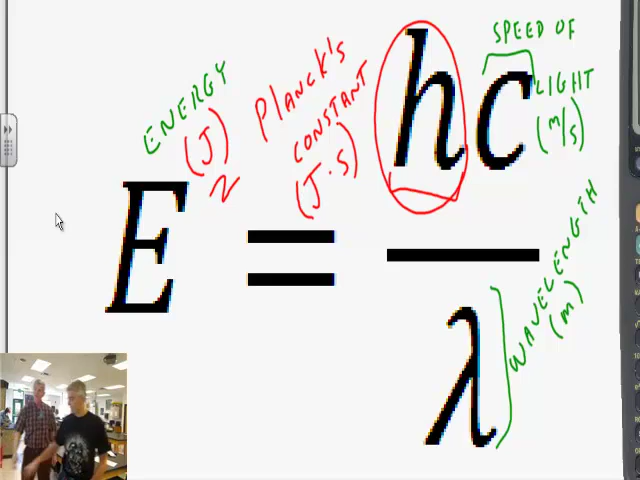 SPEED OF
LIGHT
(m/s)
ENERGY
(J)
PLANCK'S
CONSTANT
(J·S)
E = hc
λ
WAVELENGTH
(m)